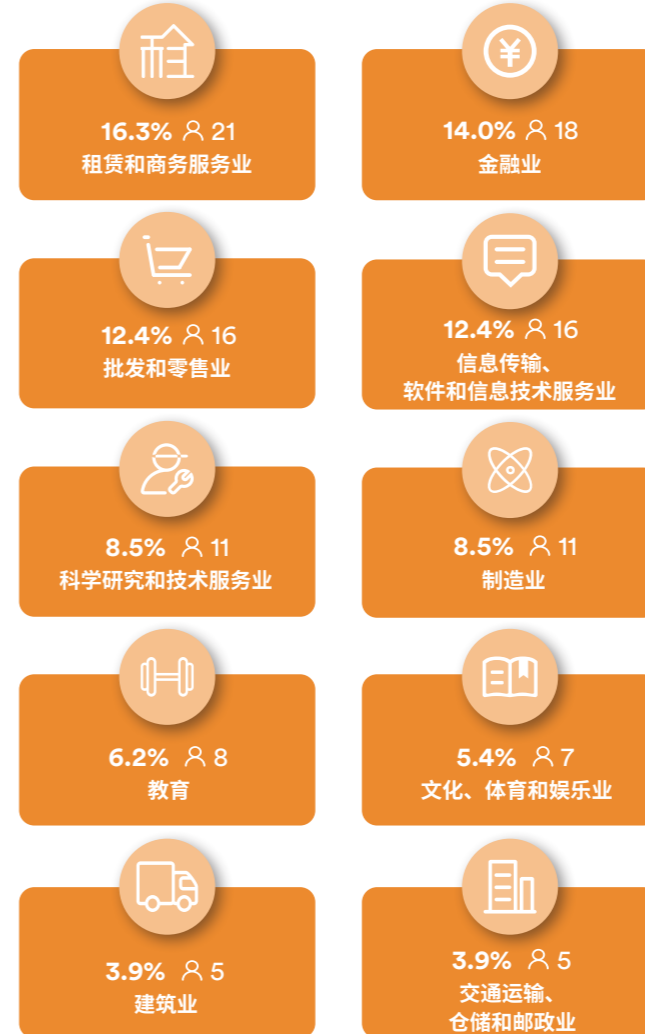 租
¥
16.3% 21
租赁和商务服务业
14.0% 18
金融业
12.4% 16
批发和零售业
12.4% 16
信息传输、
软件和信息技术服务业
8.5% 11
科学研究和技术服务业
8.5% 11
制造业
6.2% 8
教育
5.4% 7
文化、体育和娱乐业
3.9% 5
建筑业
3.9% 5
交通运输、
仓储和邮政业